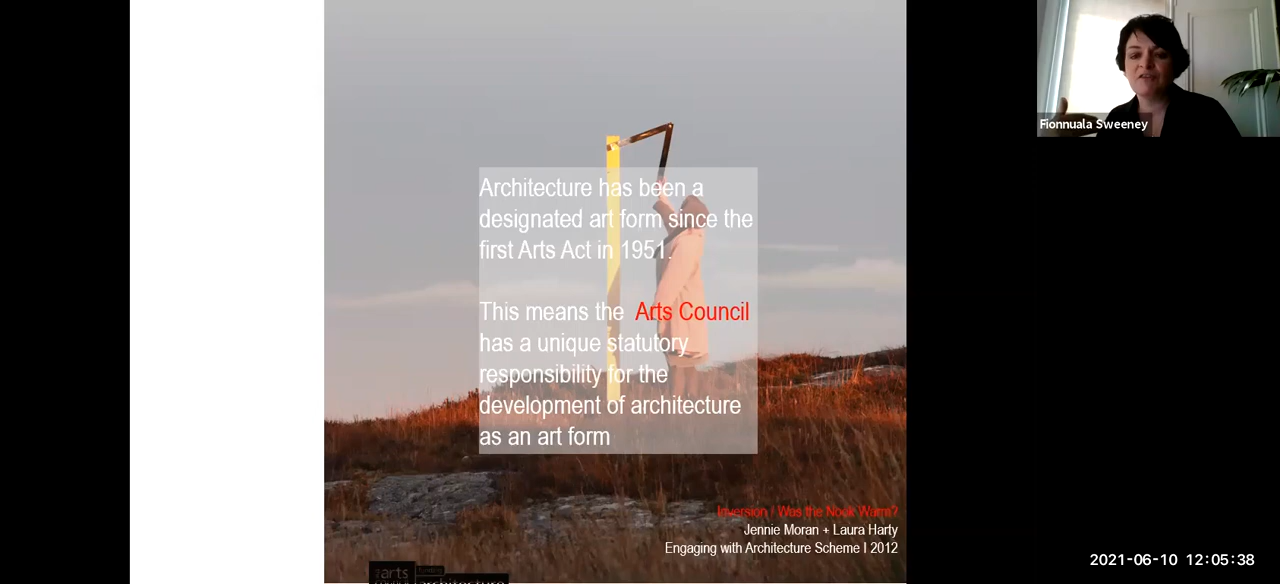 Fionnuala Sweeney
Architecture has been a
designated art form since the
first Arts Act in 1951.
This means the Arts Council
has a unique statutory
responsibility for the
development of architecture
as an art form
Inversion / Was the Nook Warm?
Jennie Moran + Laura Harty
Engaging with Architecture Scheme I 2012
2021-06-10 12:05:38
arts
architecture